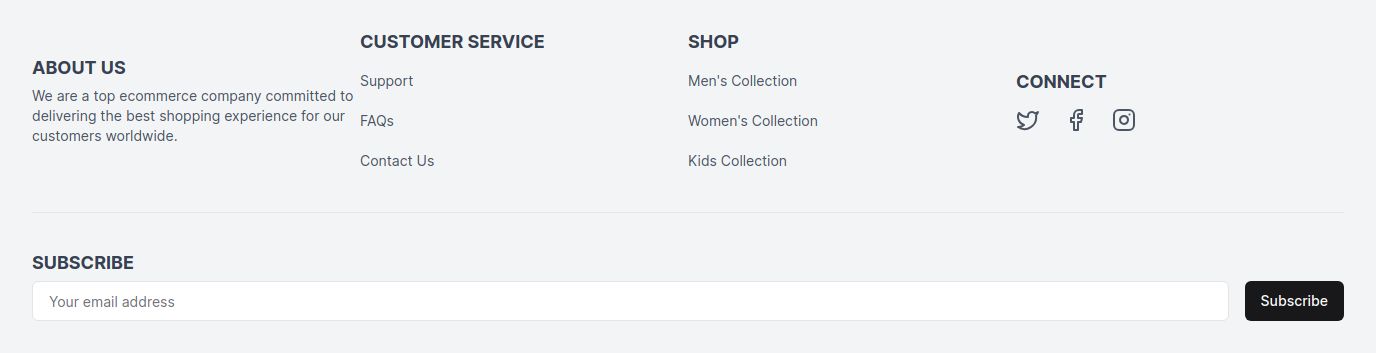 ABOUT US
We are a top ecommerce company committed to
delivering the best shopping experience for our
customers worldwide.
CUSTOMER SERVICE
Support
FAQs
Contact Us
SHOP
Men's Collection
Women's Collection
Kids Collection
CONNECT
SUBSCRIBE
Your email address
Subscribe